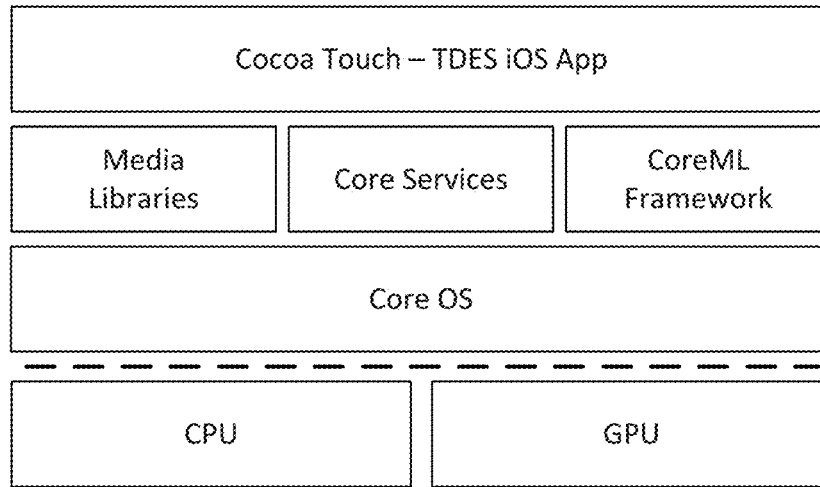 Cocoa Touch – TDES iOS App
Media
Libraries
Core Services
CoreML
Framework
Core OS
CPU
GPU